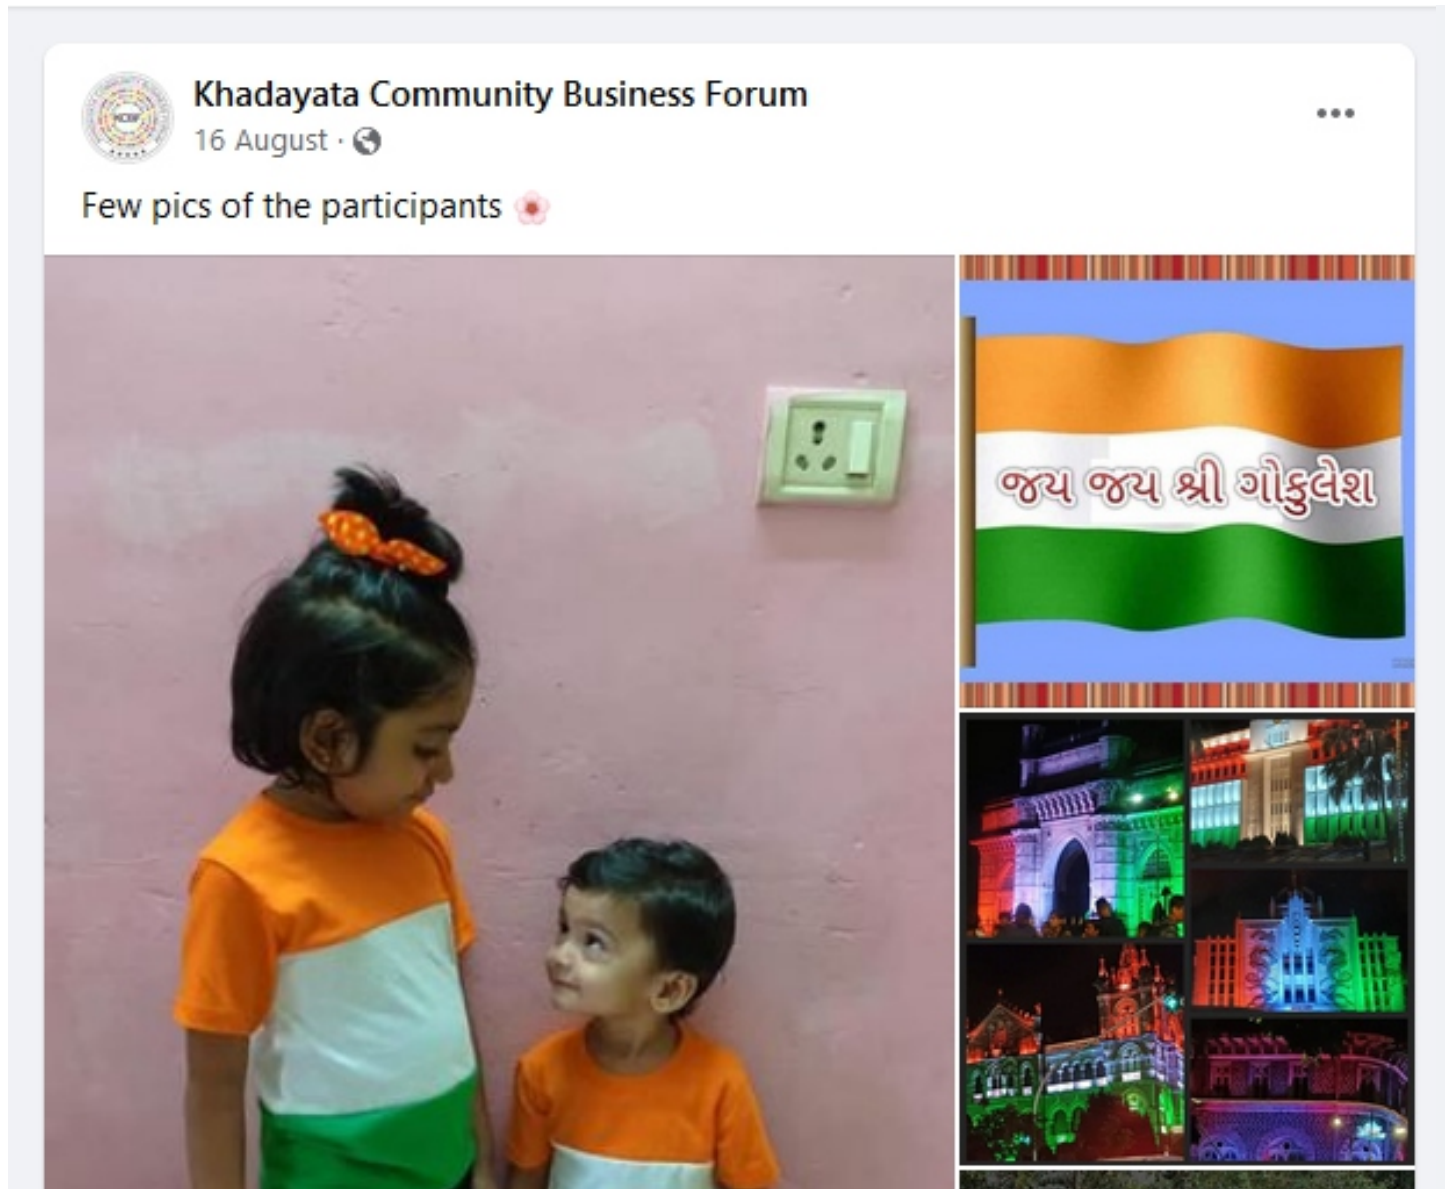 Khadayata Community Business Forum
16 August ·
Few pics of the participants 🌸
જય જય શ્રી ગોકુલેશ